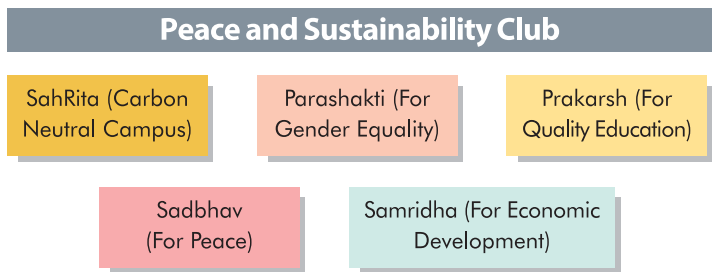 Peace and Sustainability Club
SahRita (Carbon
Neutral Campus)
Parashakti (For
Gender Equality)
Prakarsh (For
Quality Education)
Sadbhav
(For Peace)
Samridha (For Economic
Development)